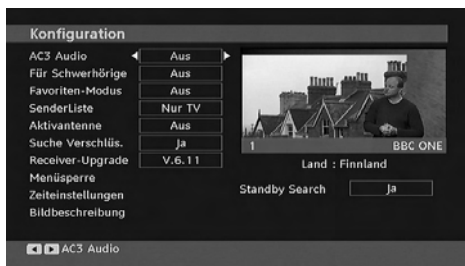 Konfiguration
AC3 Audio Aus
Für Schwerhörige Aus
Favoriten-Modus Aus
SenderListe Nur TV
Aktivantenne Aus
Suche Verschlüs. Ja
Receiver-Upgrade V.6.11
Menüsperre
Zeiteinstellungen
Bildbeschreibung
1 BBC ONE
Land : Finnland
Standby Search Ja
AC3 Audio